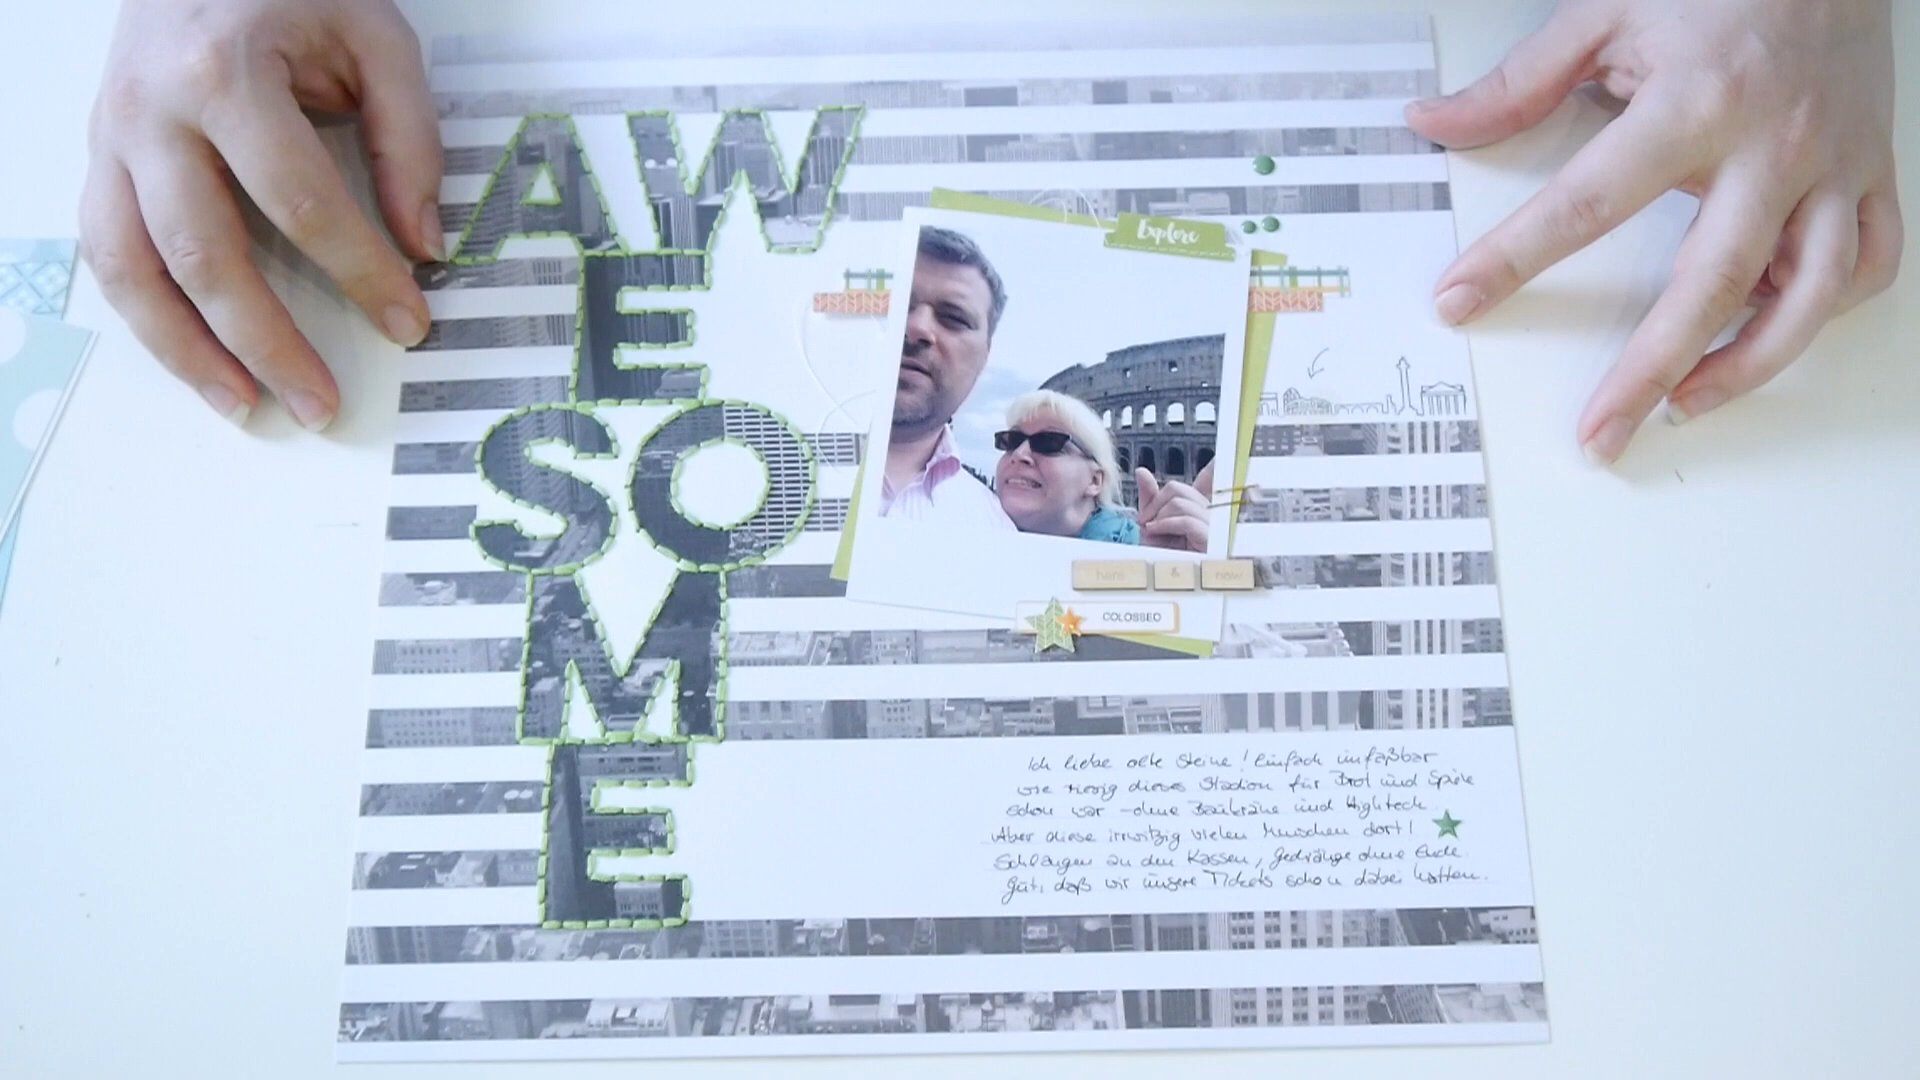 AW
E
SO
M
E
Explore
here & now
COLOSSEO
Ich liebe alte Steine! Einfach unfaßbar
wie riesig dieses Stadion für Brot und Spiele
schon war - ohne Baukräne und Hightech
Aber diese irrwitzig vielen Menschen dort!
Schlangen an den Kassen, Gedränge ohne Ende.
Gut, daß wir unsere Tickets schon dabei hatten.